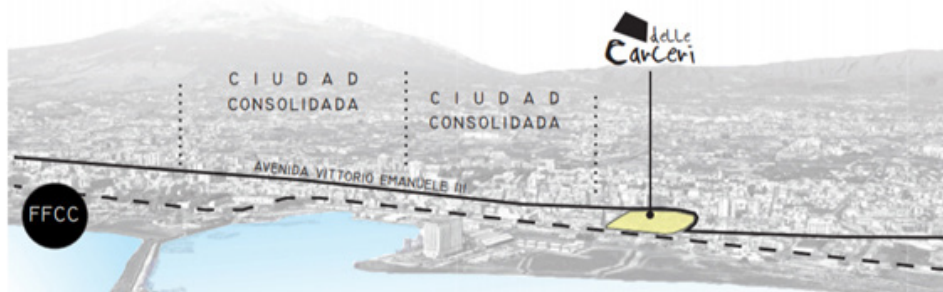 delle
Carceri
CIUDAD
CONSOLIDADA
CIUDAD
CONSOLIDADA
AVENIDA VITTORIO EMANUELE III
FFCC